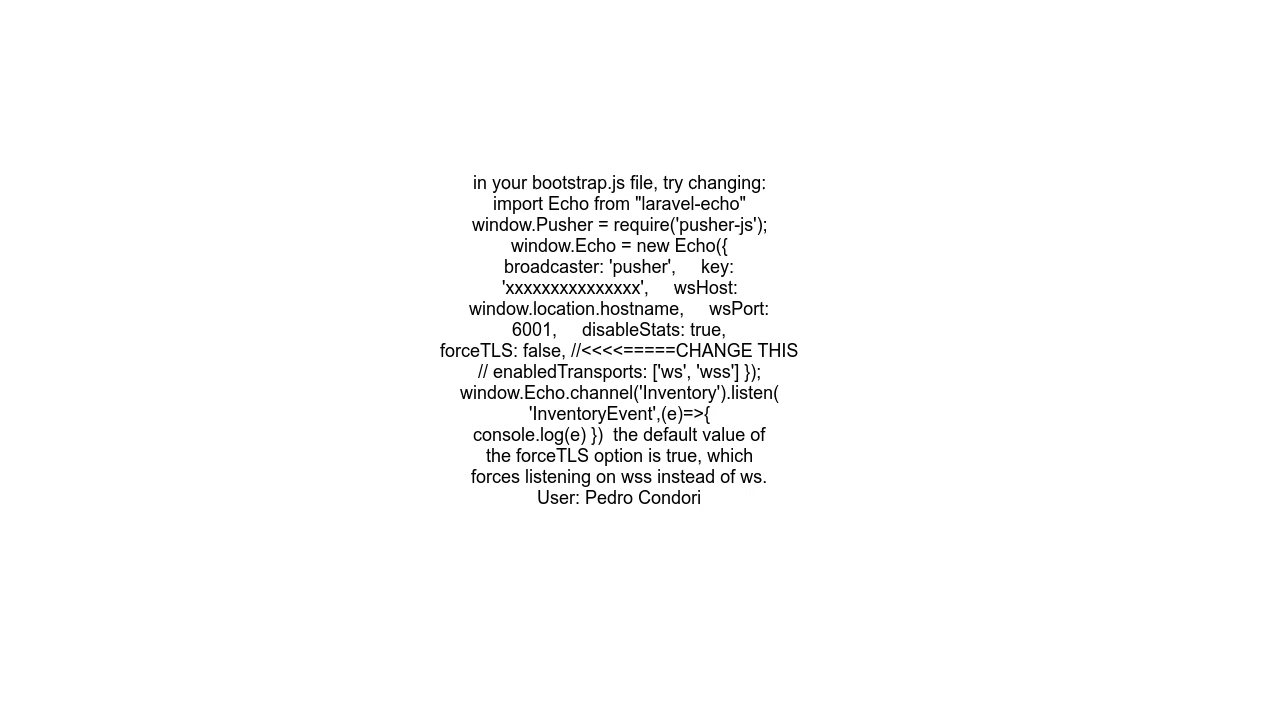 in your bootstrap.js file, try changing:
import Echo from "laravel-echo"
window.Pusher = require('pusher-js');
window.Echo = new Echo({
broadcaster: 'pusher',     key:
'xxxxxxxxxxxxxxx',     wsHost:
window.location.hostname,     wsPort:
6001,     disableStats: true,
forceTLS: false, //<<<<=====CHANGE THIS
// enabledTransports: ['ws', 'wss'] });
window.Echo.channel('Inventory').listen(
'InventoryEvent',(e)=>{
console.log(e) })  the default value of
the forceTLS option is true, which
forces listening on wss instead of ws.
User: Pedro Condori